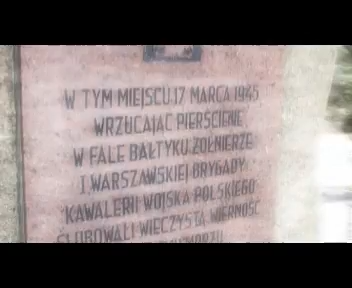 W TYM MIEJSCU 17 MARCA 1945
WRZUCAJĄC PIERŚCIENIE
W FALE BAŁTYKU ŻOŁNIERZE
I WARSZAWSKIEJ BRYGADY
KAWALERII WOJSKA POLSKIEGO
ŚLUBOWALI WIECZYSTĄ WIERNOŚĆ